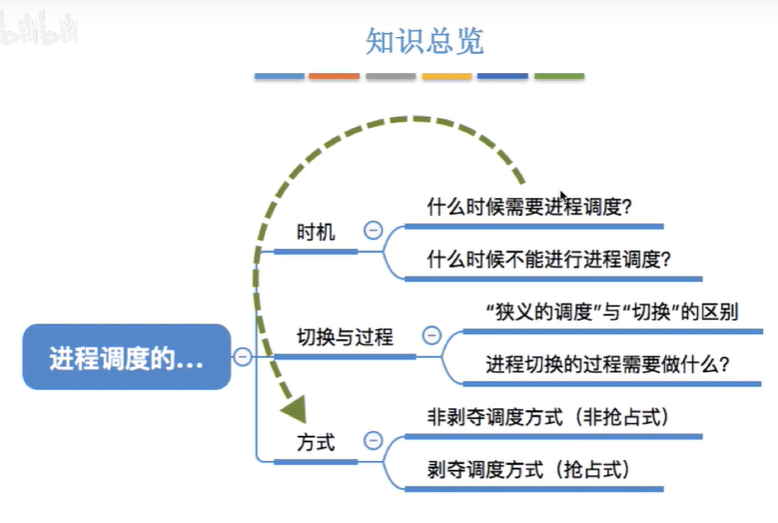 知识总览
什么时候需要进程调度？
时机
什么时候不能进行进程调度？
“狭义的调度”与“切换”的区别
切换与过程
进程调度的...
进程切换的过程需要做什么？
非剥夺调度方式（非抢占式）
方式
剥夺调度方式（抢占式）